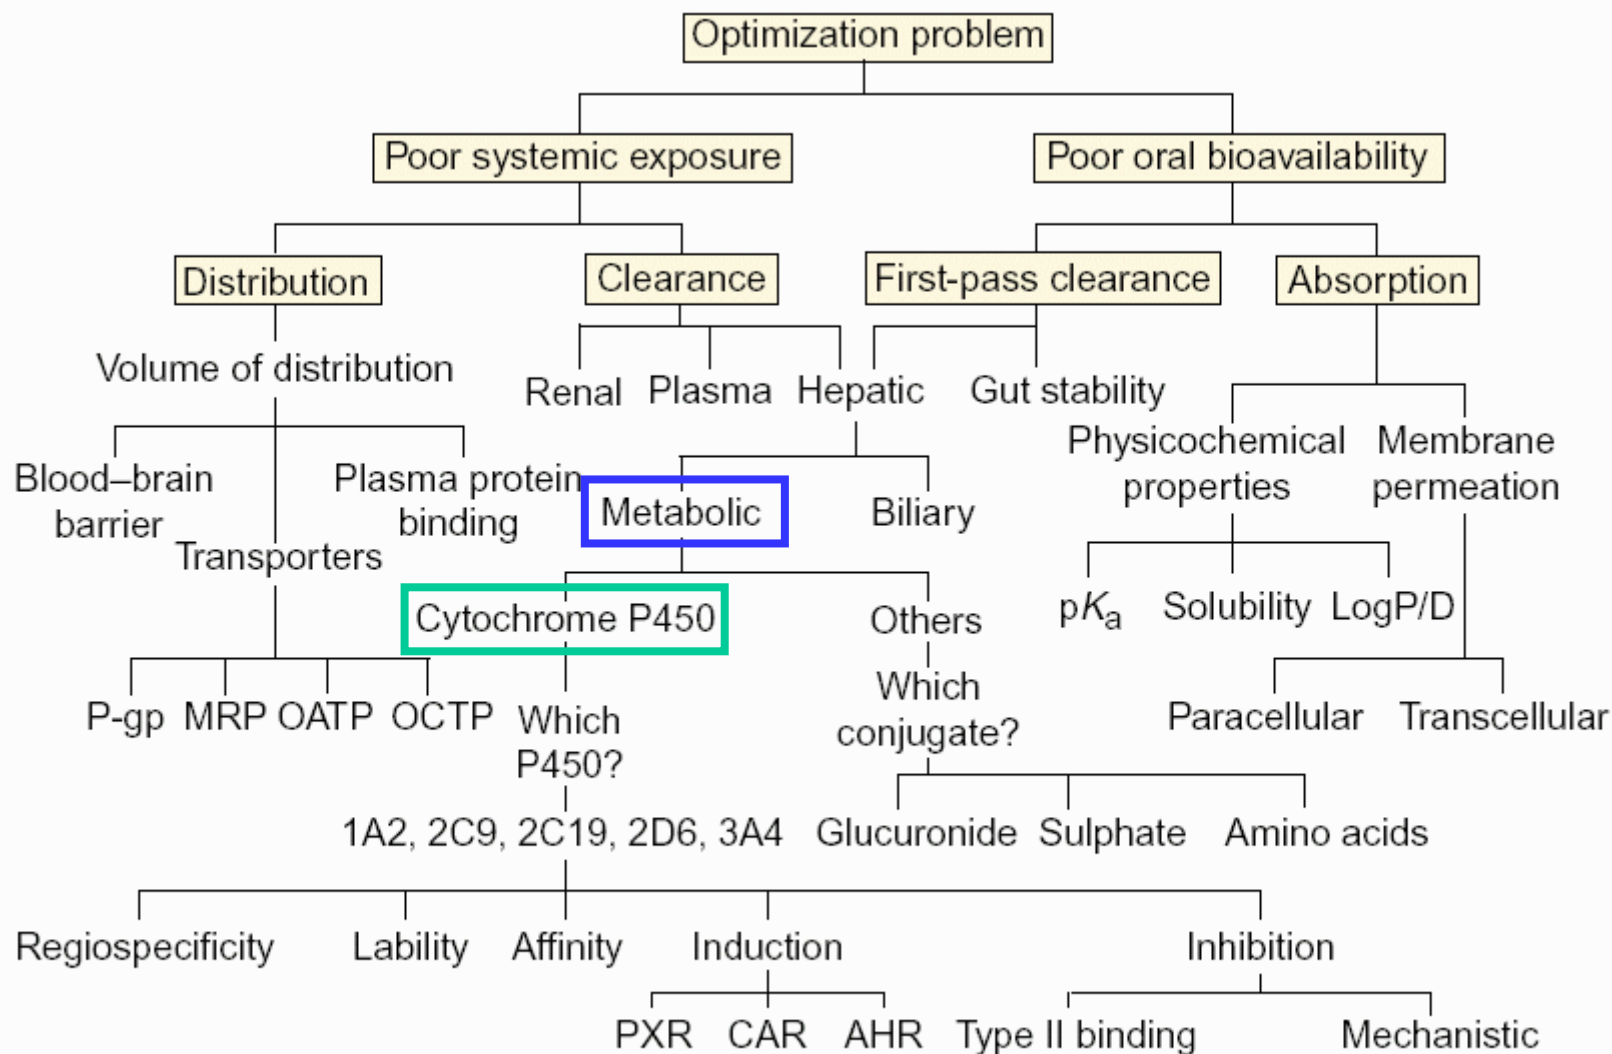 Optimization problem
Poor systemic exposure
Poor oral bioavailability
Distribution
Clearance
First-pass clearance
Absorption
Volume of distribution
Renal
Plasma
Hepatic
Gut stability
Physicochemical
properties
Membrane
permeation
Blood–brain
barrier
Transporters
Plasma protein
binding
Metabolic
Biliary
Cytochrome P450
Others
pKa
Solubility
LogP/D
P-gp
MRP
OATP
OCTP
Which
P450?
Which
conjugate?
Paracellular
Transcellular
1A2, 2C9, 2C19, 2D6, 3A4
Glucuronide
Sulphate
Amino acids
Regiospecificity
Lability
Affinity
Induction
Inhibition
PXR
CAR
AHR
Type II binding
Mechanistic